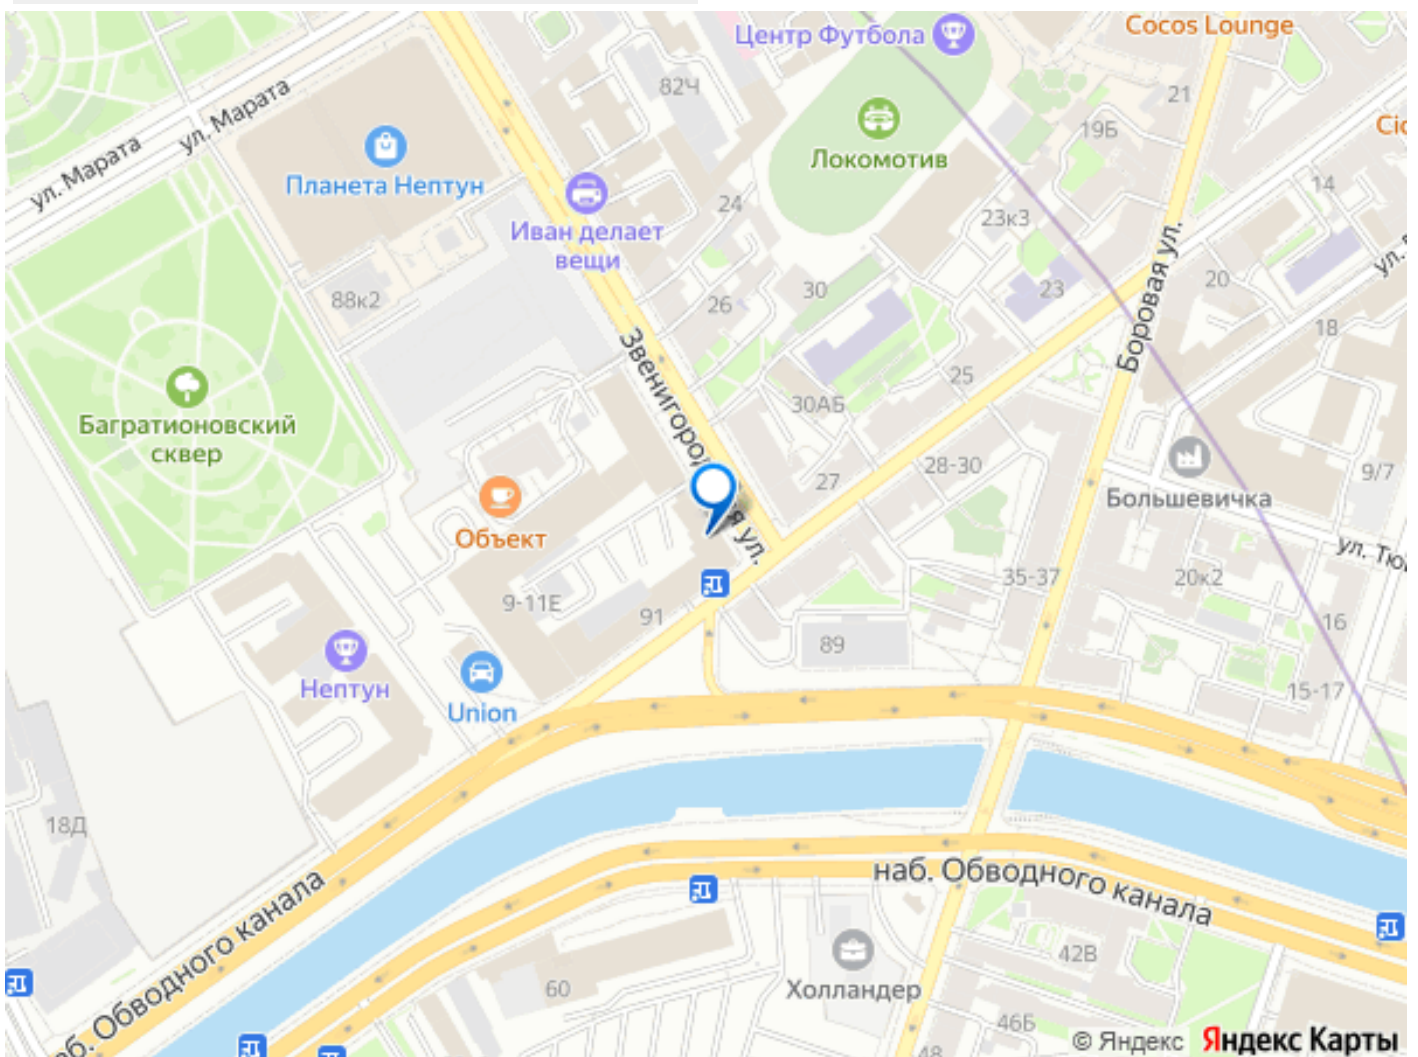 Центр Футбола
Cocos Lounge
82Ч
21
19Б
ул. Марата
ул. Марата
Локомотив
Планета Нептун
14
24
23к3
Иван делает
вещи
Боровая ул.
20
23
30
26
88к2
18
Звенигородская ул.
25
30АБ
Багратионовский
сквер
28-30
27
9/7
Большевичка
Объект
35-37
20к2
9-11Е
91
16
89
Нептун
15-17
Union
18Д
наб. Обводного канала
наб. Обводного канала
42В
60
Холландер
46Б
48
© Яндекс Яндекс Карты